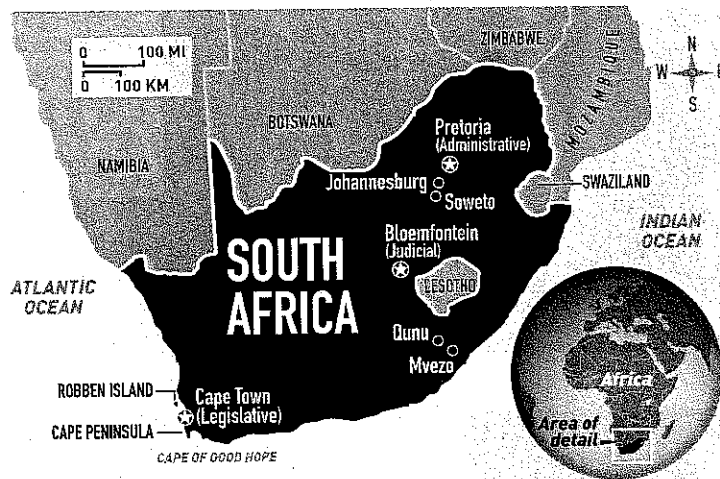 0 100 MI
0 100 KM
ZIMBABWE
MOZAMBIQUE
N
W E
S
BOTSWANA
NAMIBIA
Pretoria
(Administrative)
Johannesburg
Soweto
SWAZILAND
Bloemfontein
(Judicial)
INDIAN
OCEAN
SOUTH
AFRICA
LESOTHO
ATLANTIC
OCEAN
Qunu
Mvezo
ROBBEN ISLAND
Cape Town
(Legislative)
CAPE PENINSULA
CAPE OF GOOD HOPE
Africa
Area of
detail